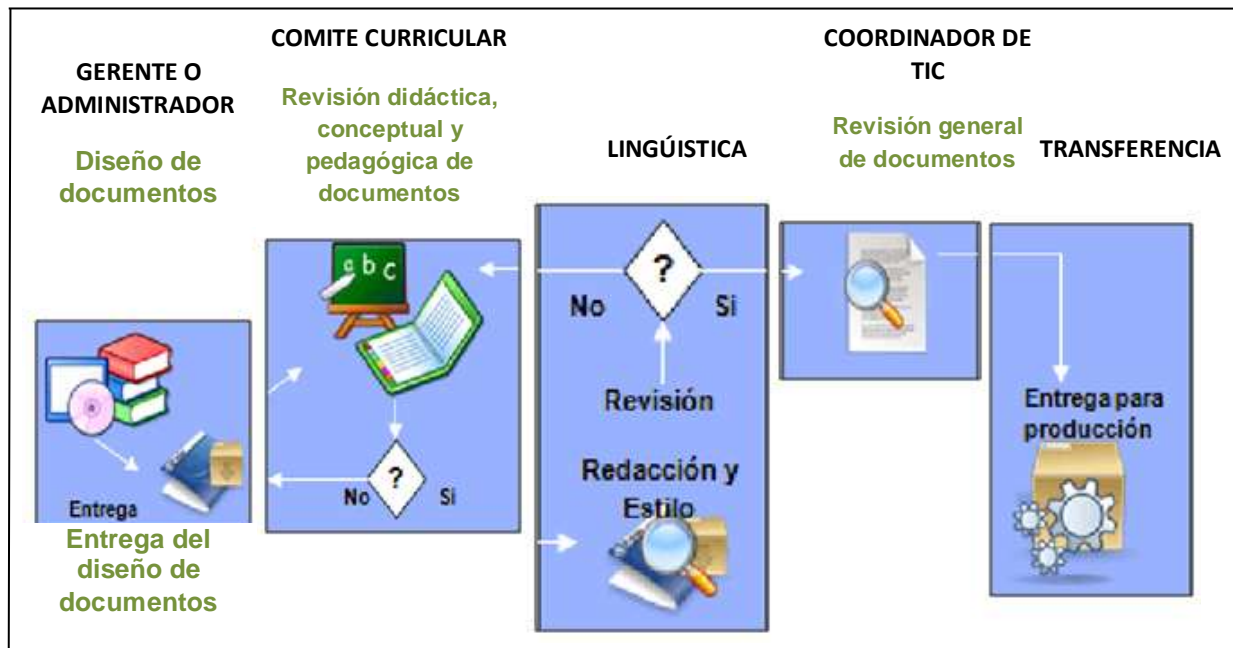 GERENTE O
ADMINISTRADOR
Diseño de
documentos
Entrega
Entrega del
diseño de
documentos
COMITE CURRICULAR
Revisión didáctica,
conceptual y
pedagógica de
documentos
a b c
?
No
Si
LINGÚISTICA
?
No
Si
Revisión
Redacción y
Estilo
COORDINADOR DE
TIC
Revisión general
de documentos
TRANSFERENCIA
Entrega para
producción